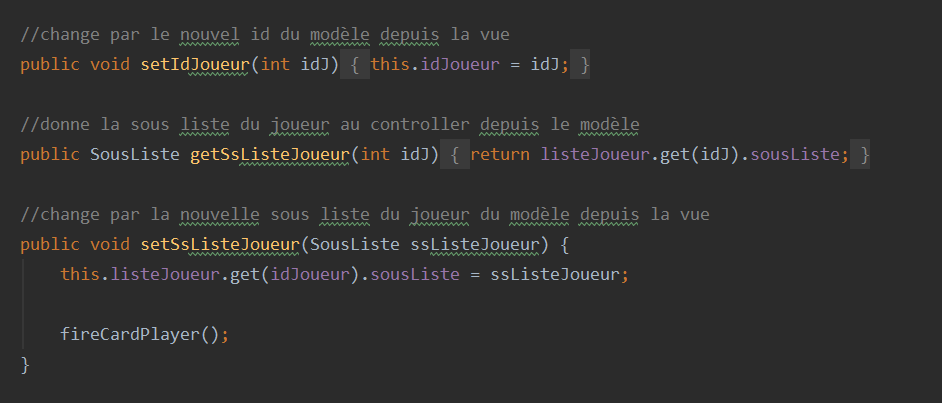 //change par le nouvel id du modèle depuis la vue
public void setIdJoueur(int idJ) { this.idJoueur = idJ; }
//donne la sous liste du joueur au controller depuis le modèle
public SousListe getSsListeJoueur(int idJ) { return listeJoueur.get(idJ).sousListe; }
//change par la nouvelle sous liste du joueur du modèle depuis la vue
public void setSsListeJoueur(SousListe ssListeJoueur) {
this.listeJoueur.get(idJoueur).sousListe = ssListeJoueur;
fireCardPlayer();
}